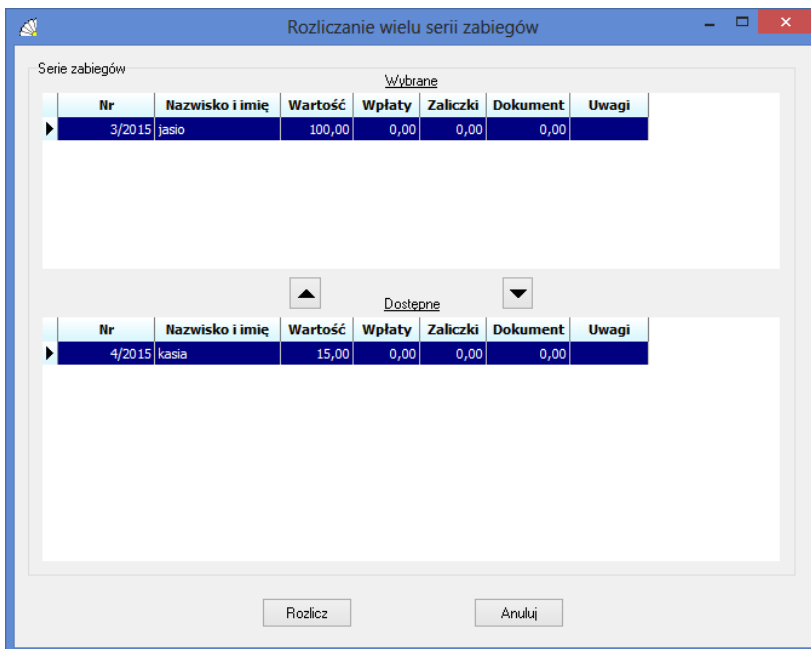 Rozliczanie wielu serii zabiegów
Serie zabiegów
Wybrane
Nr Nazwisko i imię Wartość Wpłaty Zaliczki Dokument Uwagi
3/2015 jasio 100,00 0,00 0,00 0,00
Dostępne
Nr Nazwisko i imię Wartość Wpłaty Zaliczki Dokument Uwagi
4/2015 kasia 15,00 0,00 0,00 0,00
Rozlicz Anuluj